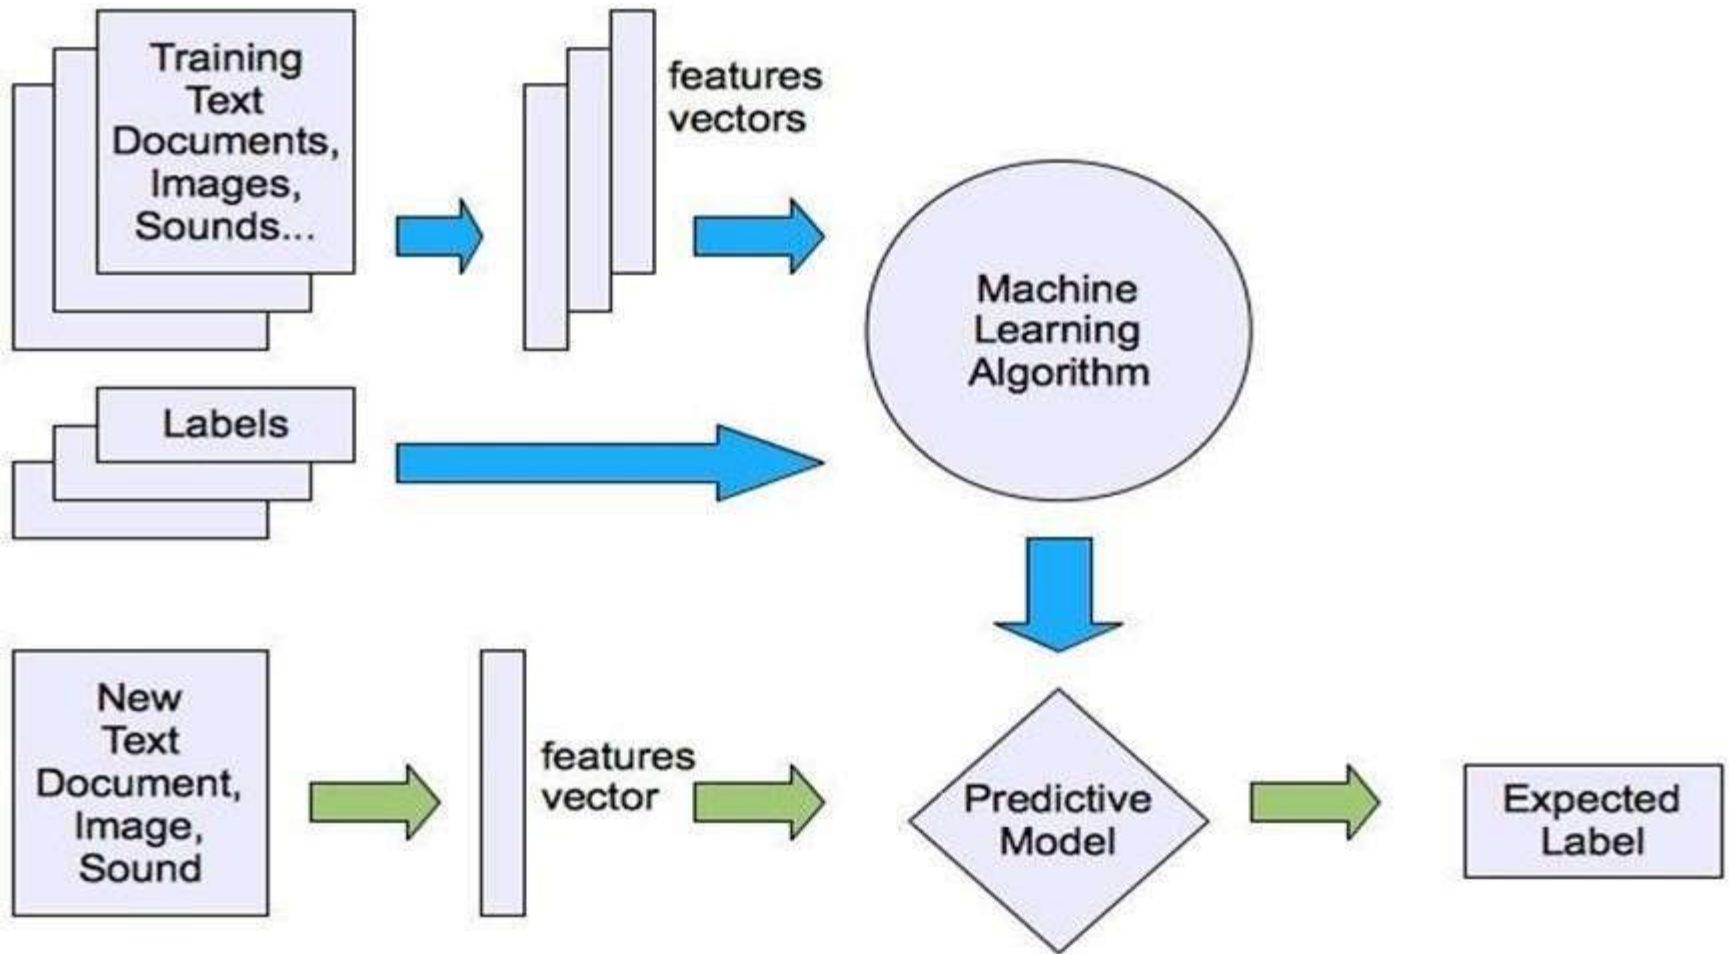 Training
Text
Documents,
Images,
Sounds...
features
vectors
Machine
Learning
Algorithm
Labels
New
Text
Document,
Image,
Sound
features
vector
Predictive
Model
Expected
Label